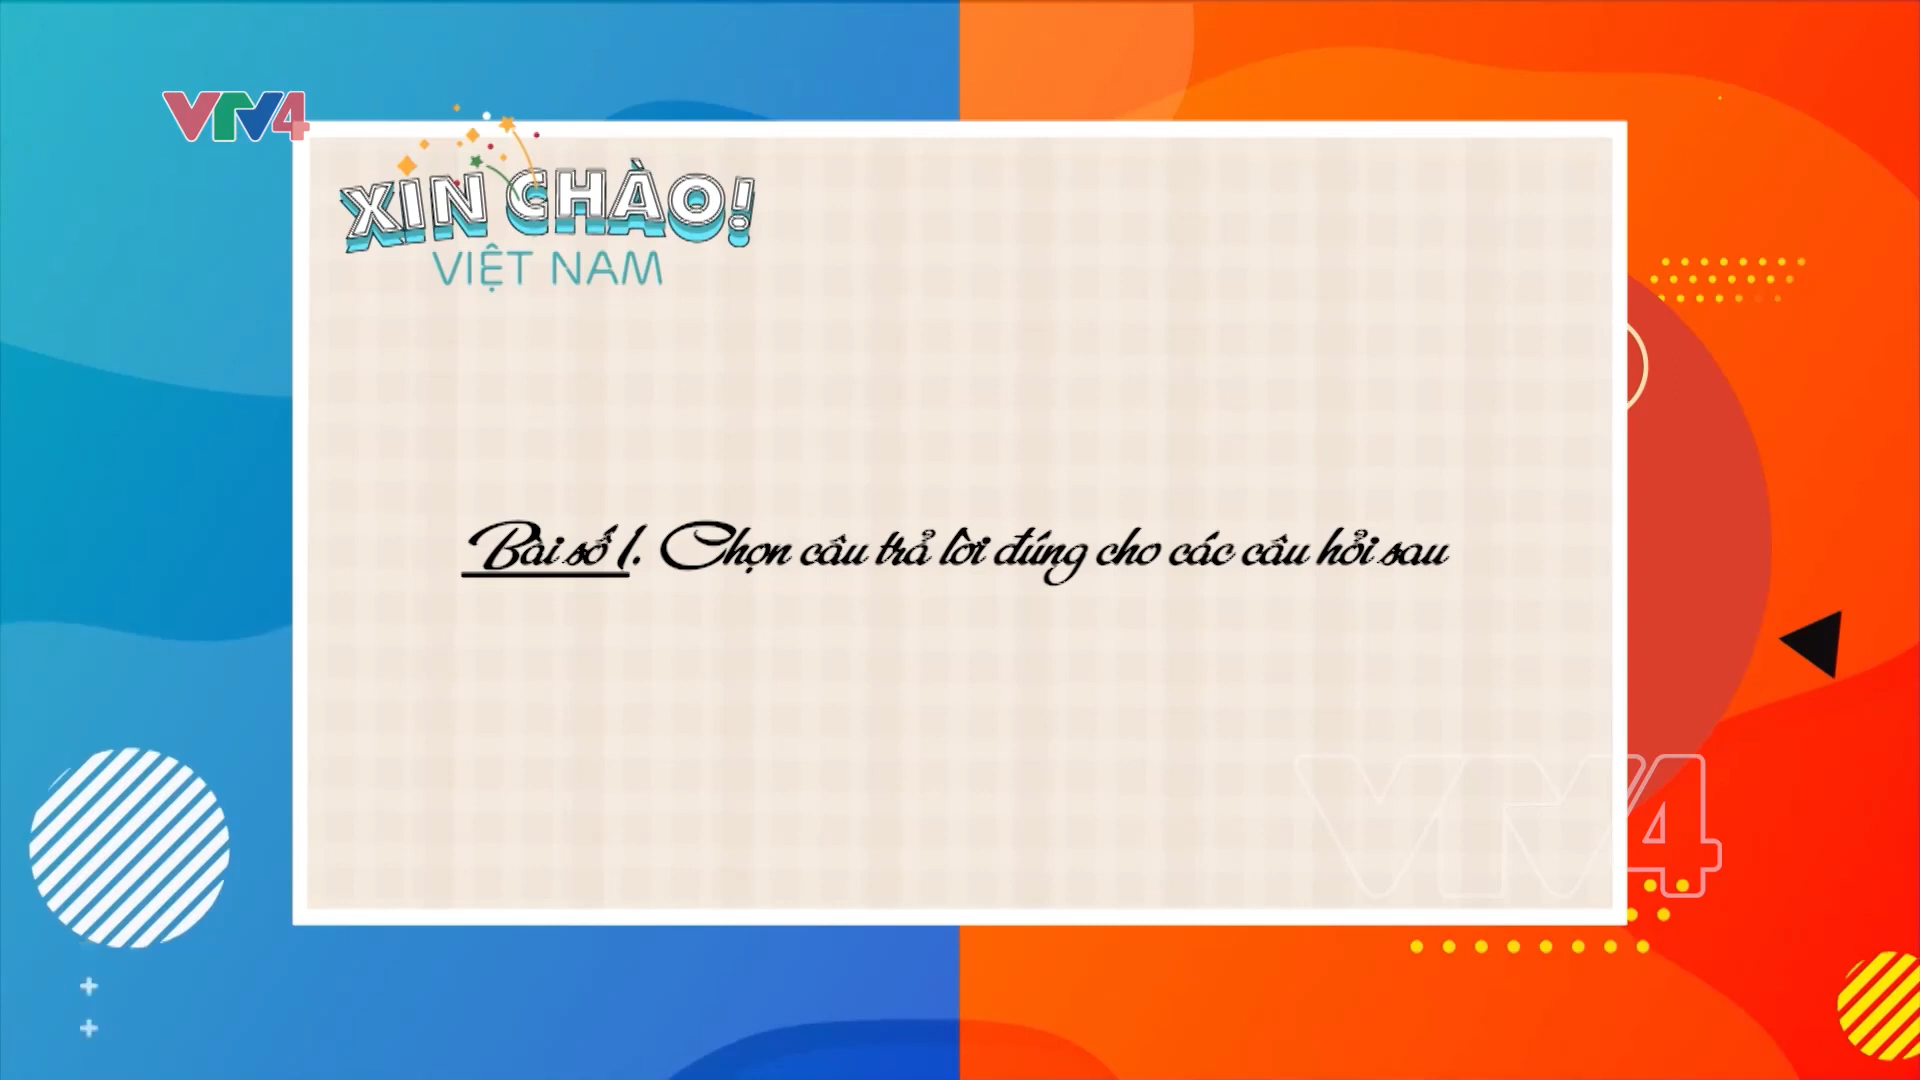 VTV4
XIN CHÀO!
VIỆT NAM
Bài số 1. Chọn câu trả lời đúng cho các câu hỏi sau
VTV4